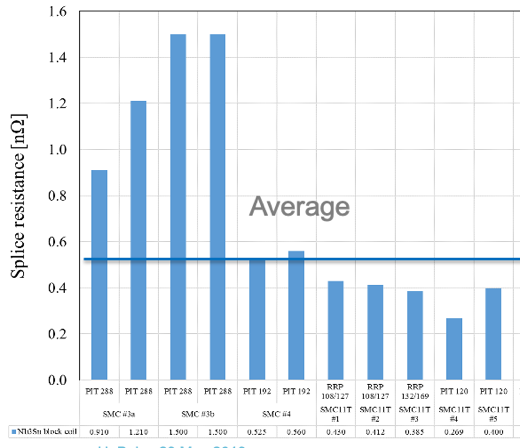 1.6
1.4
1.2
1.0
0.8
0.6
0.4
0.2
0.0
Splice resistance [nΩ]
Average
PIT 288 PIT 288 PIT 288 PIT 288 PIT 192 PIT 192 RRP 108/127 RRP 108/127 RRP 132/169 PIT 120 PIT 120
SMC #3a SMC #3b SMC #4 SMC11T #1 SMC11T #2 SMC11T #3 SMC11T #4 SMC11T #5
Nb3Sn block coil 0.910 1.210 1.500 1.500 0.525 0.560 0.430 0.412 0.385 0.269 0.400